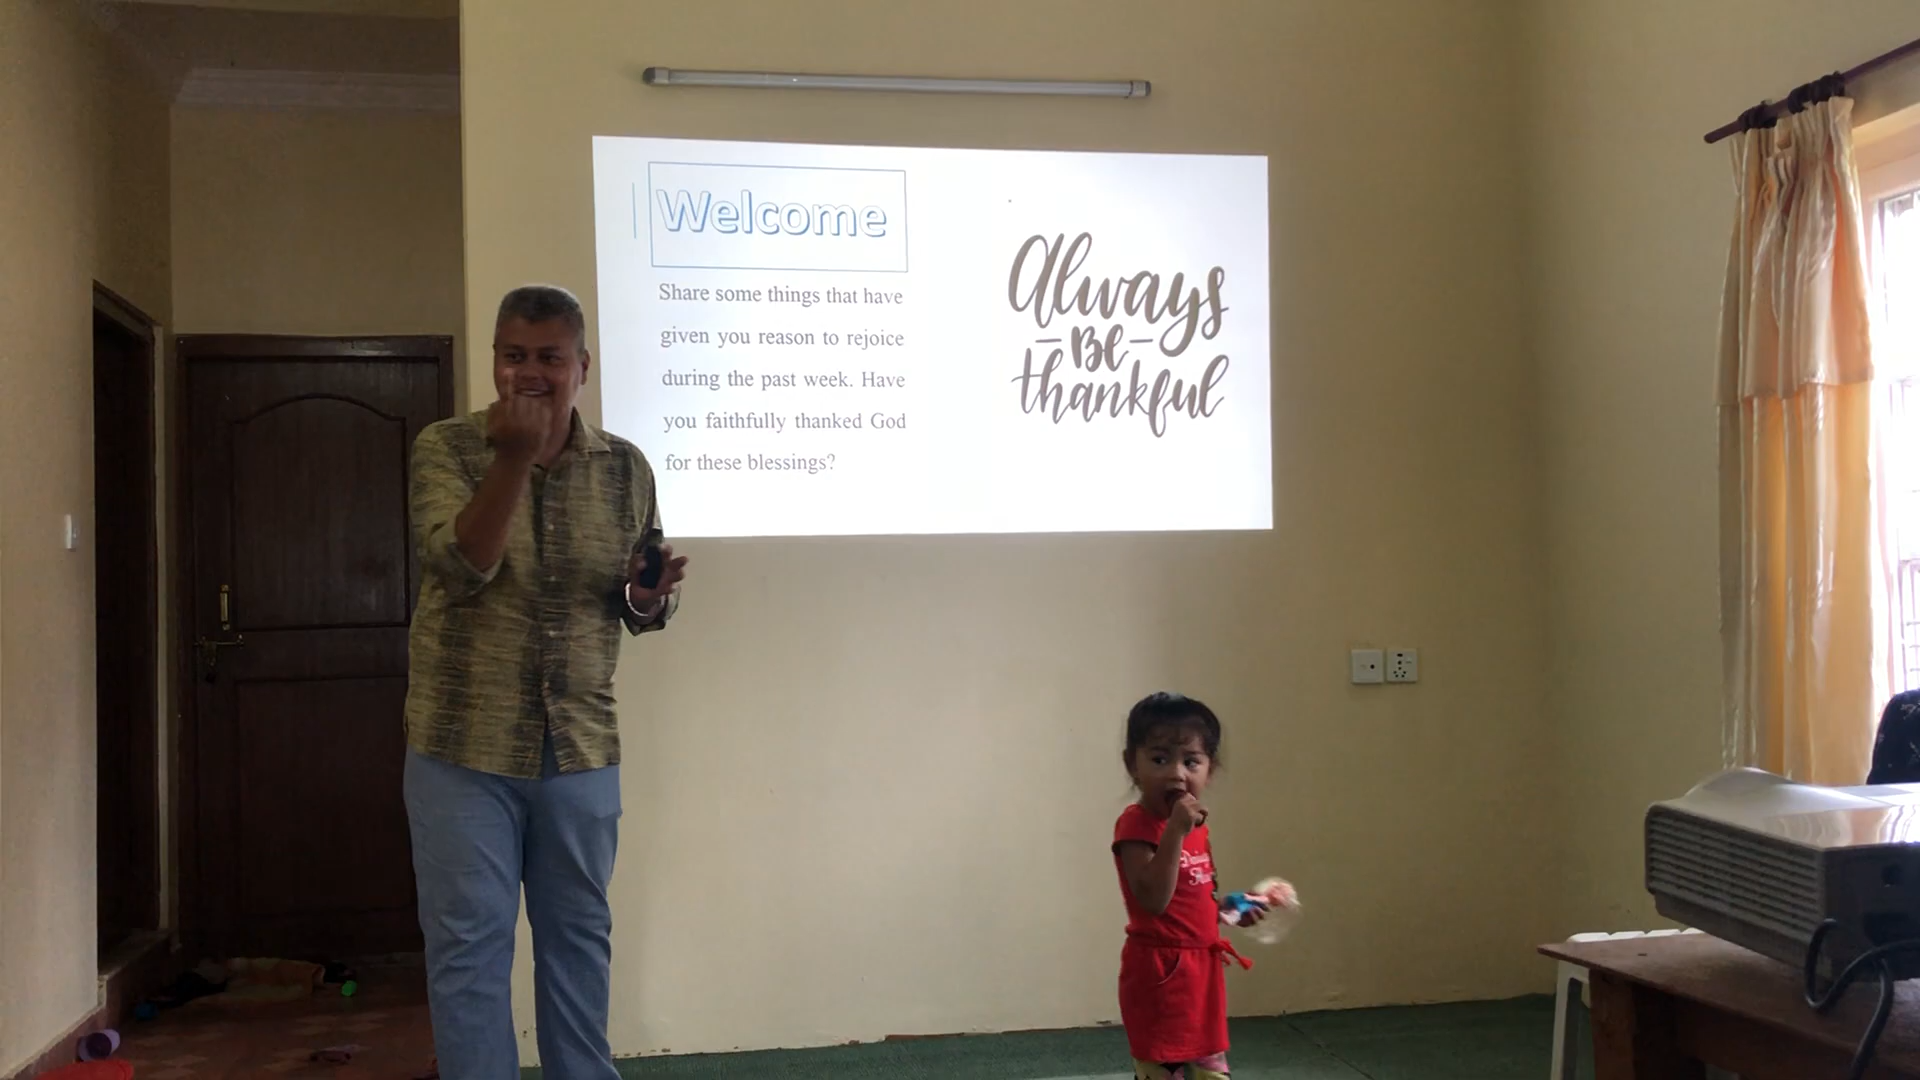 Welcome
Share some things that have
given you reason to rejoice
during the past week. Have
you faithfully thanked God
for these blessings?
Always
-Be-
thankful